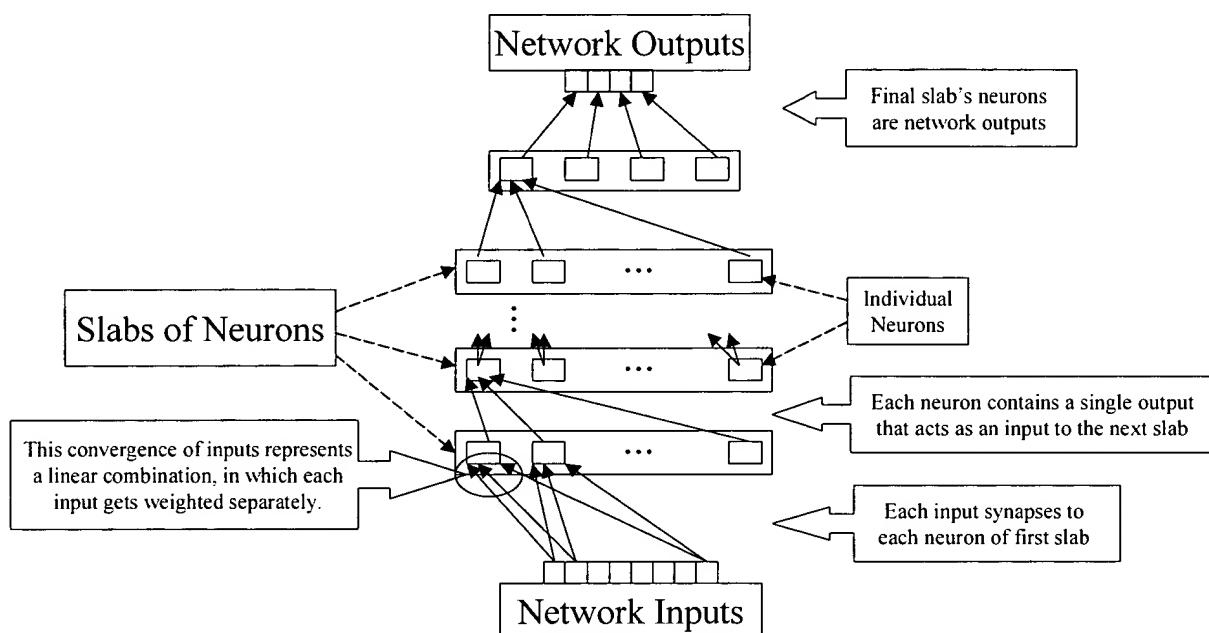 Network Outputs
Final slab's neurons
are network outputs
Slabs of Neurons
Individual
Neurons
Each neuron contains a single output
that acts as an input to the next slab
This convergence of inputs represents
a linear combination, in which each
input gets weighted separately.
Each input synapses to
each neuron of first slab
Network Inputs